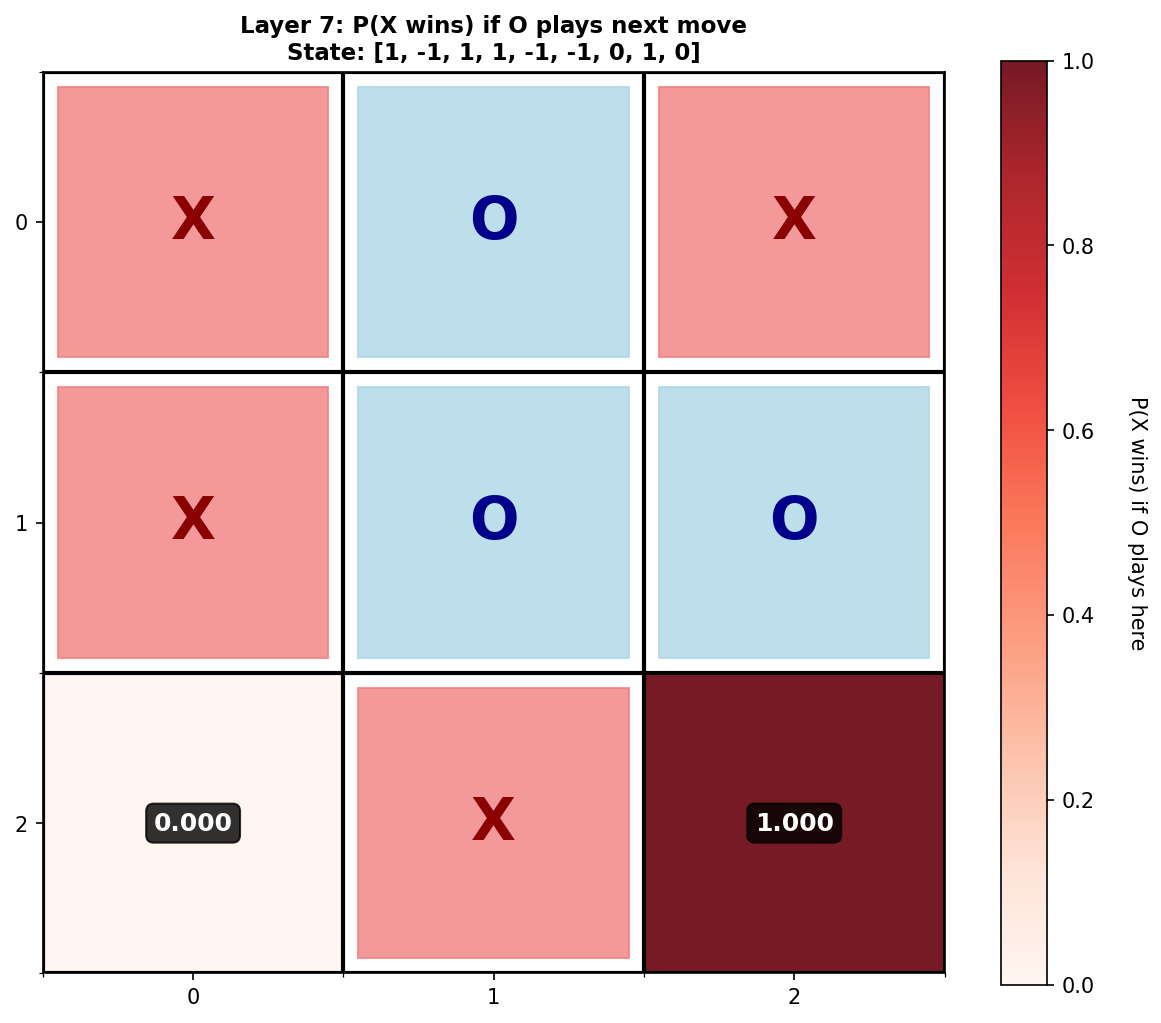 Layer 7: P(X wins) if O plays next move
State: [1, -1, 1, 1, -1, -1, 0, 1, 0]
0
X
O
X
1
X
O
O
2
0.000
X
1.000
0
1
2
1.0
0.8
0.6
0.4
0.2
0.0
P(X wins) if O plays here